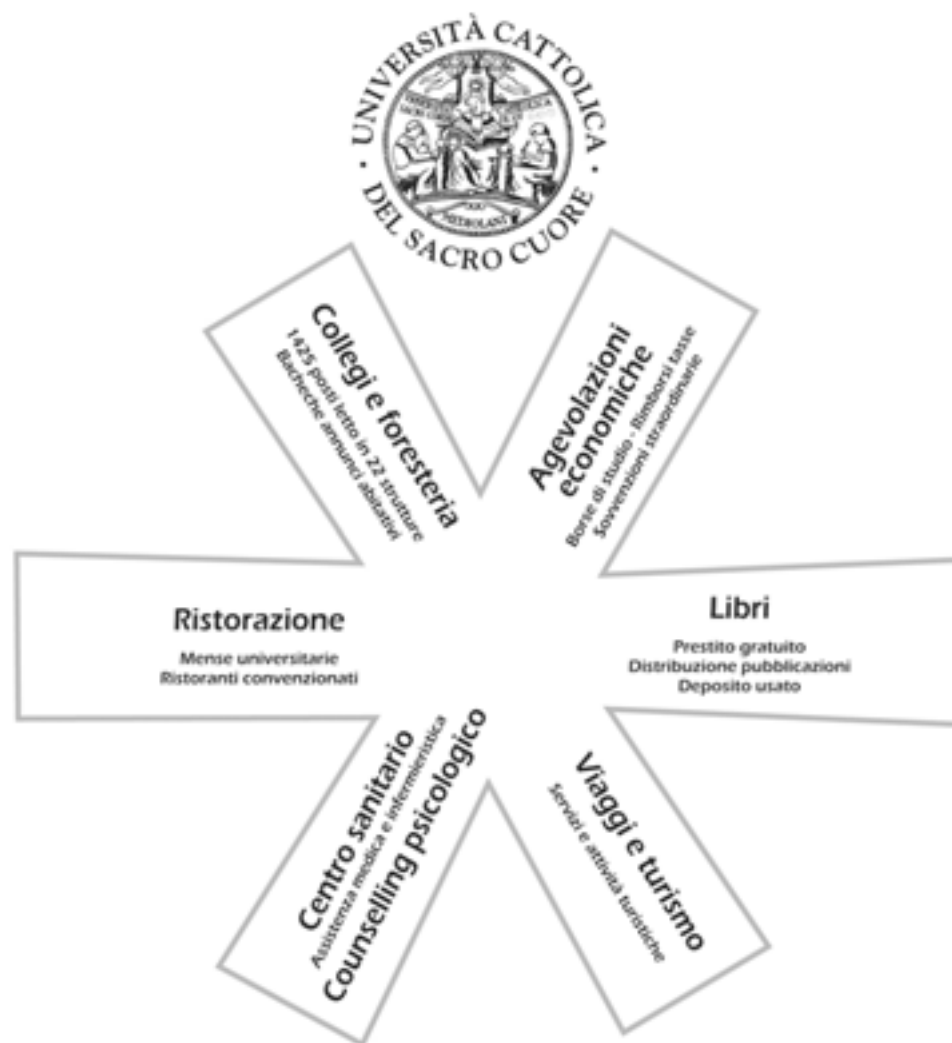 UNIVERSITÀ CATTOLICA
DEL SACRO CUORE
MEDIOLANI
Collegi e foresteria
1425 posti letto in 22 strutture
Bacheche annunci abitativi
Agevolazioni
economiche
Borse di studio - Rimborsi tasse
Sovvenzioni straordinarie
Ristorazione
Mense universitarie
Ristoranti convenzionati
Libri
Prestito gratuito
Distribuzione pubblicazioni
Deposito usato
Centro sanitario
Assistenza medica e infermieristica
Counselling psicologico
Viaggi e turismo
Servizi e attività turistiche